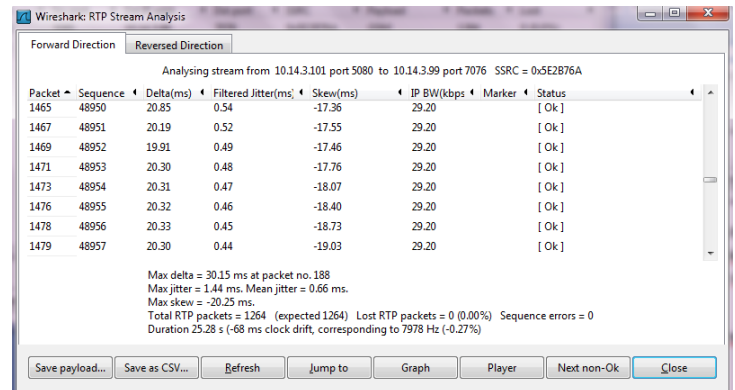 Wireshark: RTP Stream Analysis
Forward Direction Reversed Direction
Analysing stream from 10.14.3.101 port 5080 to 10.14.3.99 port 7076 SSRC = 0x5E2B76A
Packet Sequence Delta(ms) Filtered Jitter(ms) Skew(ms) IP BW(kbps Marker Status
1465 48950 20.85 0.54 -17.36 29.20 [ Ok ]
1467 48951 20.19 0.52 -17.55 29.20 [ Ok ]
1469 48952 19.91 0.49 -17.46 29.20 [ Ok ]
1471 48953 20.30 0.48 -17.76 29.20 [ Ok ]
1473 48954 20.31 0.47 -18.07 29.20 [ Ok ]
1476 48955 20.32 0.46 -18.40 29.20 [ Ok ]
1478 48956 20.33 0.45 -18.73 29.20 [ Ok ]
1479 48957 20.30 0.44 -19.03 29.20 [ Ok ]
Max delta = 30.15 ms at packet no. 188
Max jitter = 1.44 ms. Mean jitter = 0.66 ms.
Max skew = -20.25 ms.
Total RTP packets = 1264 (expected 1264) Lost RTP packets = 0 (0.00%) Sequence errors = 0
Duration 25.28 s (-68 ms clock drift, corresponding to 7978 Hz (-0.27%)
Save payload... Save as CSV... Refresh Jump to Graph Player Next non-Ok Close